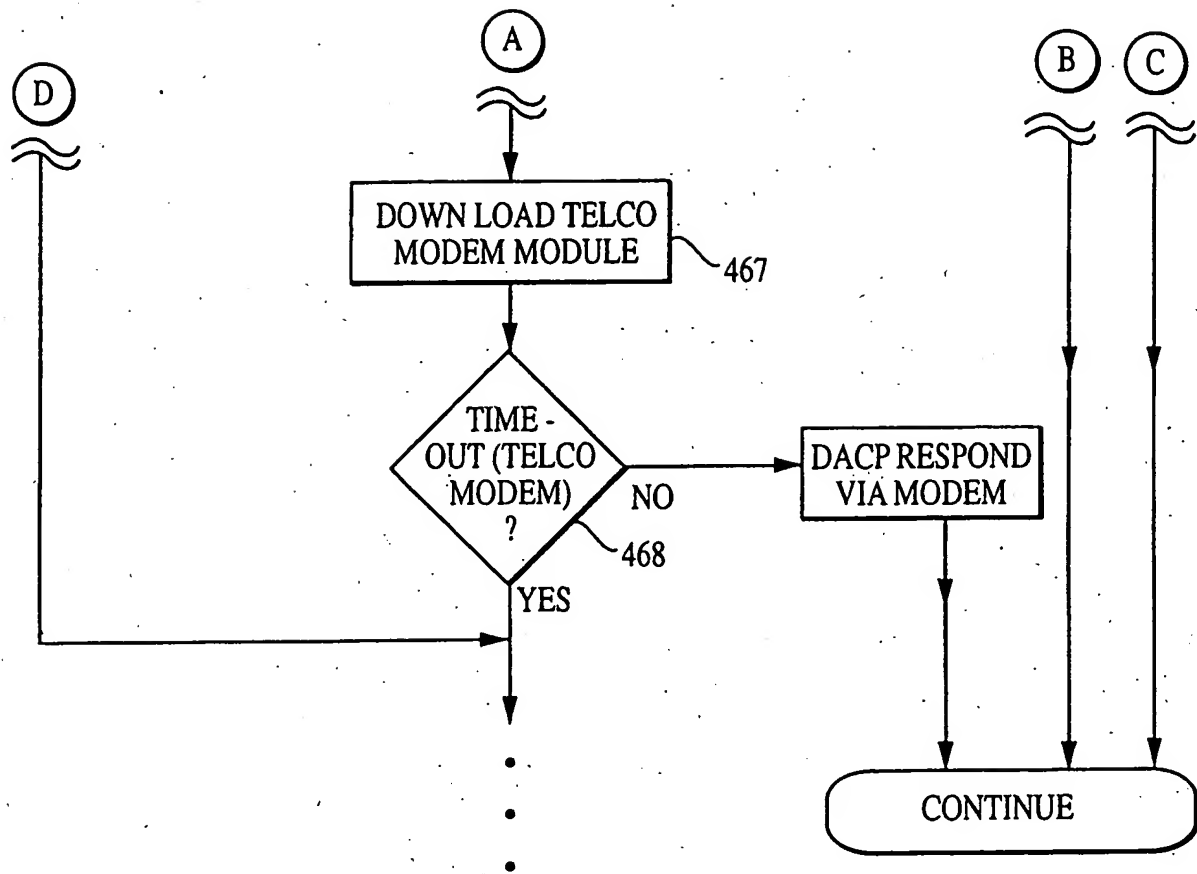 A
D
B
C
DOWN LOAD TELCO
MODEM MODULE
467
TIME -
OUT (TELCO
MODEM)
?
NO
468
YES
DACP RESPOND
VIA MODEM
CONTINUE